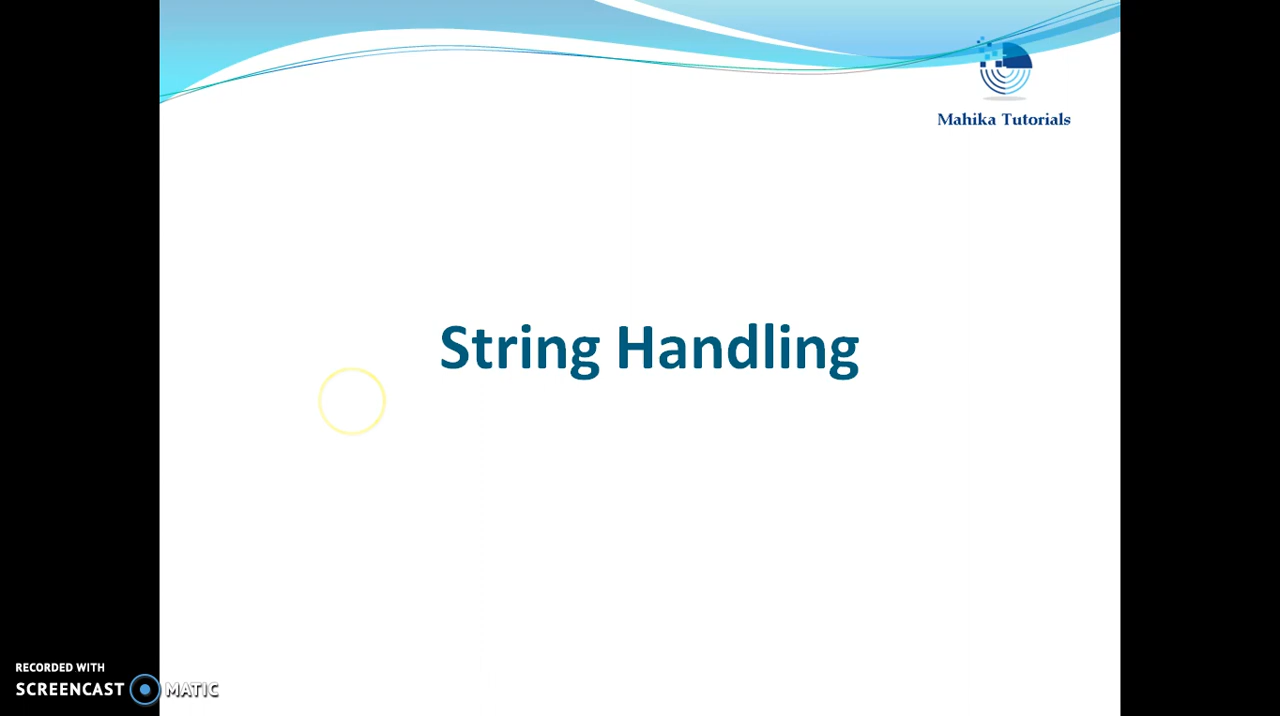 Mahika Tutorials
String Handling
RECORDED WITH
SCREENCAST MATIC